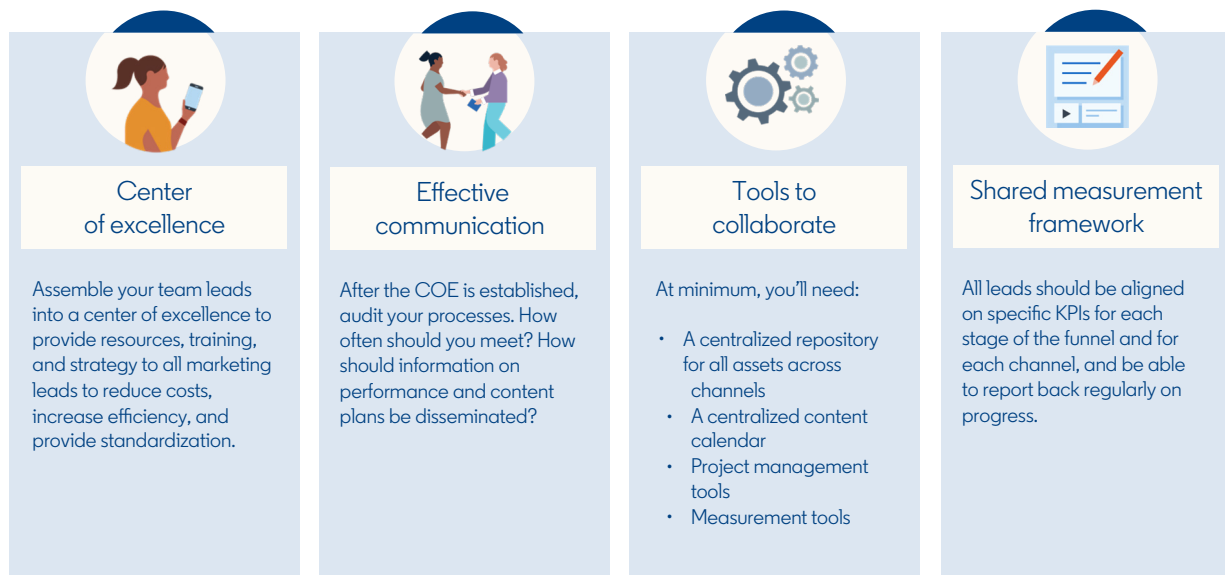 Center
of excellence
Assemble your team leads
into a center of excellence to
provide resources, training,
and strategy to all marketing
leads to reduce costs,
increase efficiency, and
provide standardization.
Effective
communication
After the COE is established,
audit your processes. How
often should you meet? How
should information on
performance and content
plans be disseminated?
Tools to
collaborate
At minimum, you'll need:
• A centralized repository
for all assets across
channels
• A centralized content
calendar
• Project management
tools
• Measurement tools
Shared measurement
framework
All leads should be aligned
on specific KPIs for each
stage of the funnel and for
each channel, and be able
to report back regularly on
progress.